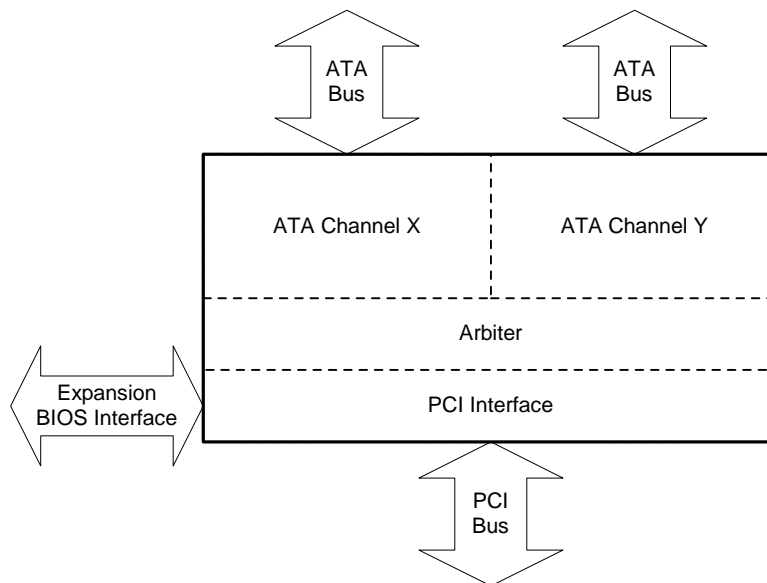 ATA
Bus
ATA
Bus
ATA Channel X
ATA Channel Y
Arbiter
Expansion
BIOS Interface
PCI Interface
PCI
Bus